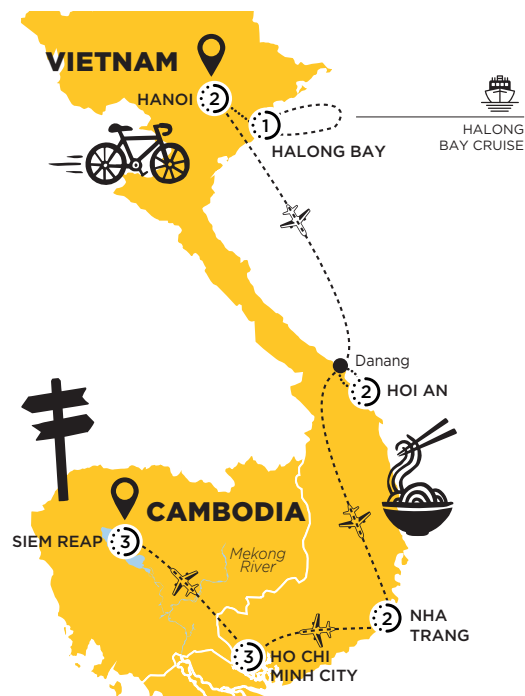 VIETNAM
HANOI
2
1
HALONG BAY
HALONG
BAY CRUISE
Danang
2
HOI AN
CAMBODIA
SIEM REAP
3
Mekong
River
2
NHA
TRANG
3
HO CHI
MINH CITY